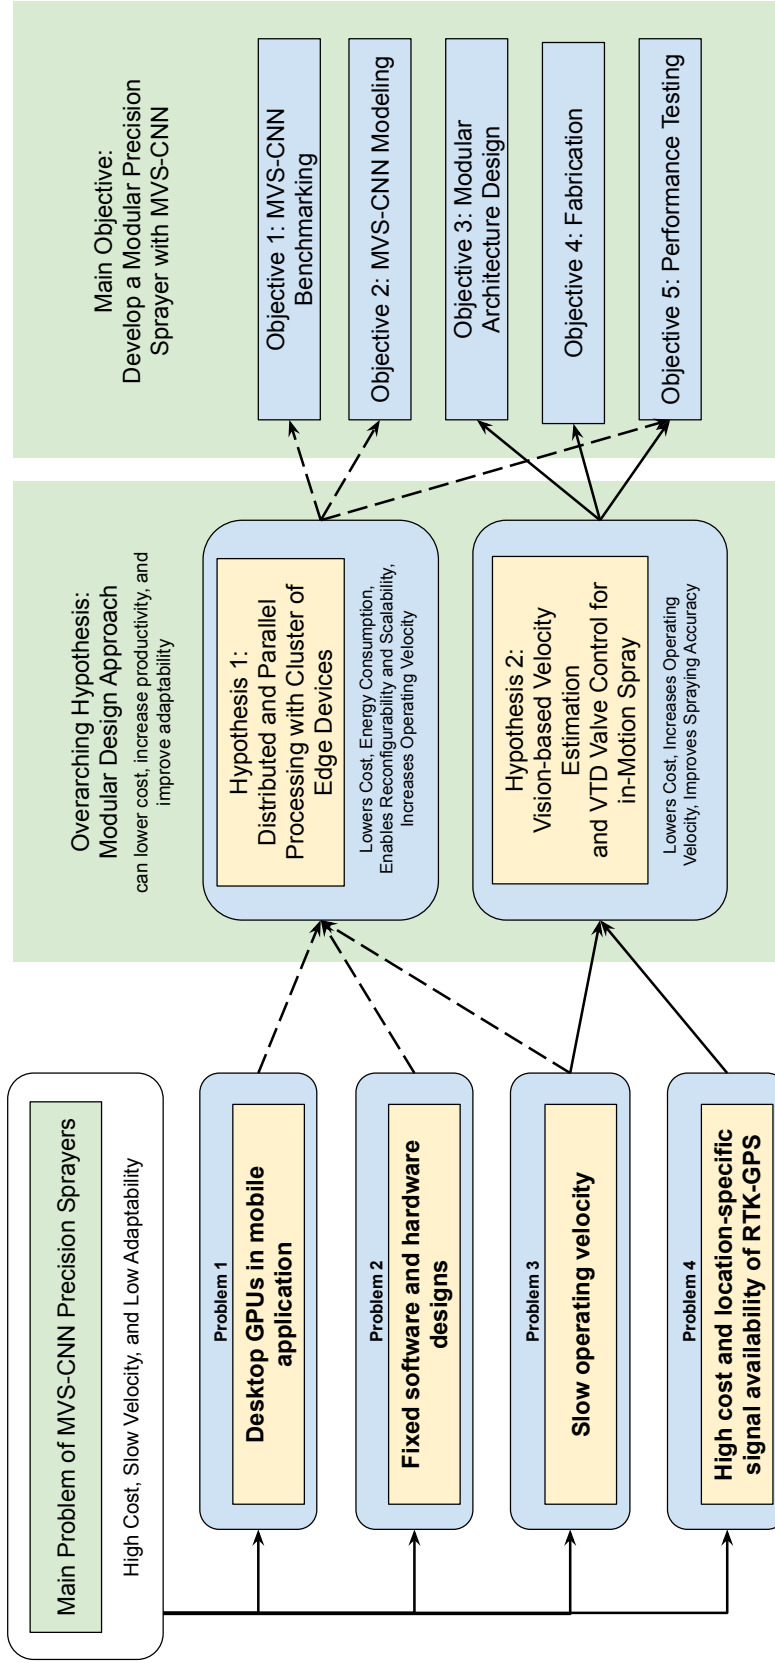 Main Problem of MVS-CNN Precision Sprayers
High Cost, Slow Velocity, and Low Adaptability
Problem 1
Desktop GPUs in mobile
application
Problem 2
Fixed software and hardware
designs
Problem 3
Slow operating velocity
Problem 4
High cost and location-specific
signal availability of RTK-GPS
Overarching Hypothesis:
Modular Design Approach
can lower cost, increase productivity, and
improve adaptability
Hypothesis 1:
Distributed and Parallel
Processing with Cluster of
Edge Devices
Lowers Cost, Energy Consumption,
Enables Reconfigurability and Scalability,
Increases Operating Velocity
Hypothesis 2:
Vision-based Velocity
Estimation
and VTD Valve Control for
in-Motion Spray
Lowers Cost, Increases Operating
Velocity, Improves Spraying Accuracy
Main Objective:
Develop a Modular Precision
Sprayer with MVS-CNN
Objective 1: MVS-CNN
Benchmarking
Objective 2: MVS-CNN Modeling
Objective 3: Modular
Architecture Design
Objective 4: Fabrication
Objective 5: Performance Testing